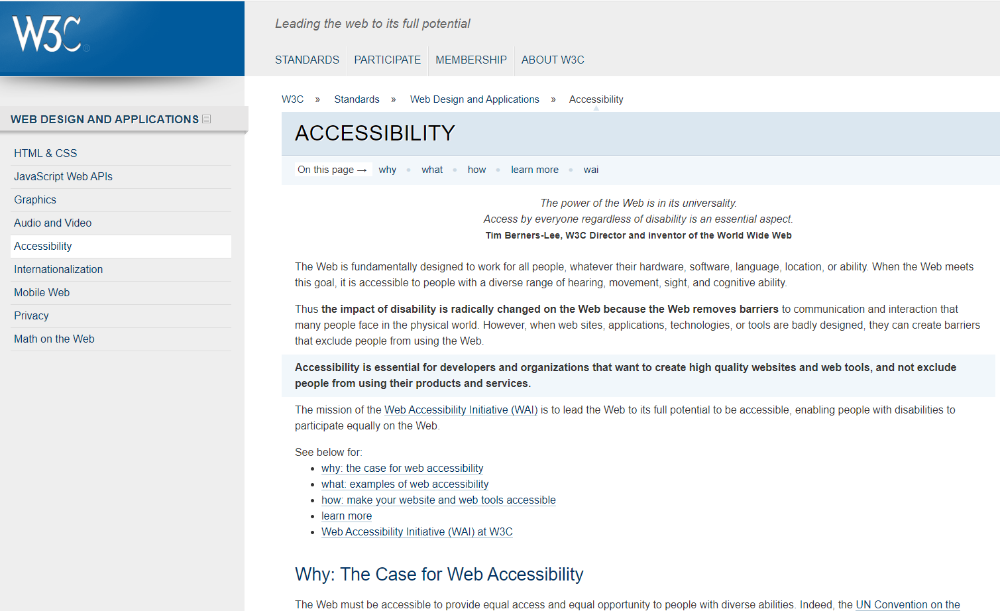 W3C®
Leading the web to its full potential
STANDARDS PARTICIPATE MEMBERSHIP ABOUT W3C
WEB DESIGN AND APPLICATIONS
HTML & CSS
JavaScript Web APIs
Graphics
Audio and Video
Accessibility
Internationalization
Mobile Web
Privacy
Math on the Web
W3C » Standards » Web Design and Applications » Accessibility
ACCESSIBILITY
On this page → why • what • how • learn more • wai
The power of the Web is in its universality.
Access by everyone regardless of disability is an essential aspect.
Tim Berners-Lee, W3C Director and inventor of the World Wide Web
The Web is fundamentally designed to work for all people, whatever their hardware, software, language, location, or ability. When the Web meets
this goal, it is accessible to people with a diverse range of hearing, movement, sight, and cognitive ability.
Thus the impact of disability is radically changed on the Web because the Web removes barriers to communication and interaction that
many people face in the physical world. However, when web sites, applications, technologies, or tools are badly designed, they can create barriers
that exclude people from using the Web.
Accessibility is essential for developers and organizations that want to create high quality websites and web tools, and not exclude
people from using their products and services.
The mission of the Web Accessibility Initiative (WAI) is to lead the Web to its full potential to be accessible, enabling people with disabilities to
participate equally on the Web.
See below for:
• why: the case for web accessibility
• what: examples of web accessibility
• how: make your website and web tools accessible
• learn more
• Web Accessibility Initiative (WAI) at W3C
Why: The Case for Web Accessibility
The Web must be accessible to provide equal access and equal opportunity to people with diverse abilities. Indeed, the UN Convention on the